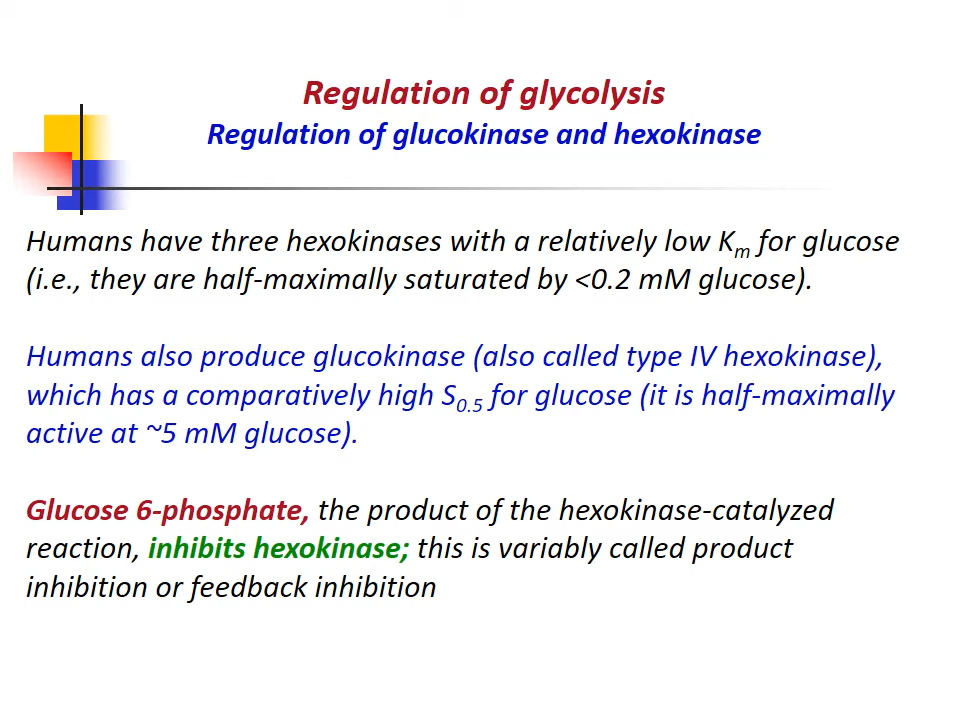 Regulation of glycolysis
Regulation of glucokinase and hexokinase
Humans have three hexokinases with a relatively low Km for glucose
(i.e., they are half-maximally saturated by <0.2 mM glucose).
Humans also produce glucokinase (also called type IV hexokinase),
which has a comparatively high S0.5 for glucose (it is half-maximally
active at ~5 mM glucose).
Glucose 6-phosphate, the product of the hexokinase-catalyzed
reaction, inhibits hexokinase; this is variably called product
inhibition or feedback inhibition